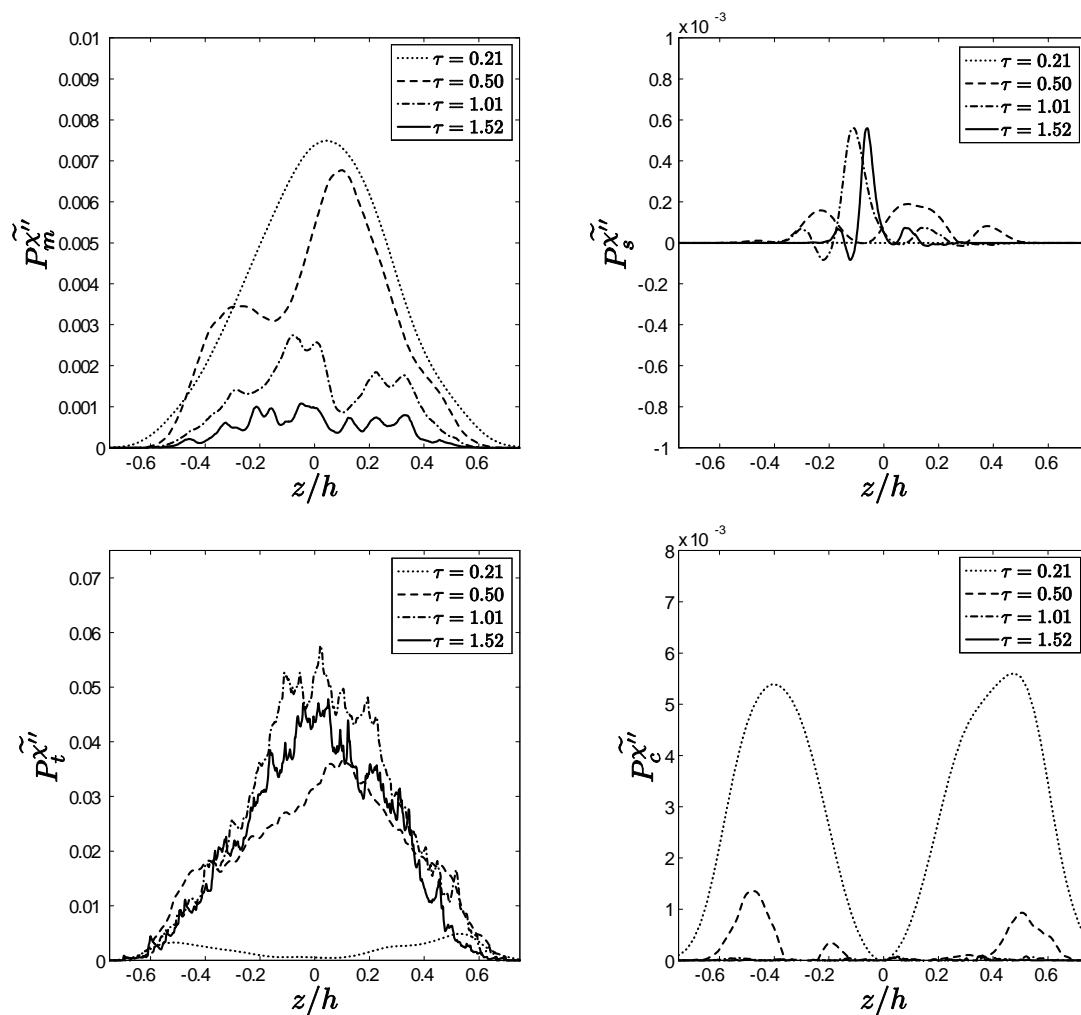 0.01
0.009
0.008
0.007
0.006
0.005
0.004
0.003
0.002
0.001
0
-0.6 -0.4 -0.2 0 0.2 0.4 0.6
z/h
P_m^{\widetilde{χ''}}
τ = 0.21
τ = 0.50
τ = 1.01
τ = 1.52
x 10^{-3}
1
0.8
0.6
0.4
0.2
0
-0.2
-0.4
-0.6
-0.8
-1
-0.6 -0.4 -0.2 0 0.2 0.4 0.6
z/h
P_s^{\widetilde{χ''}}
τ = 0.21
τ = 0.50
τ = 1.01
τ = 1.52
0.07
0.06
0.05
0.04
0.03
0.02
0.01
0
-0.6 -0.4 -0.2 0 0.2 0.4 0.6
z/h
P_t^{\widetilde{χ''}}
τ = 0.21
τ = 0.50
τ = 1.01
τ = 1.52
x 10^{-3}
8
7
6
5
4
3
2
1
0
-0.6 -0.4 -0.2 0 0.2 0.4 0.6
z/h
P_c^{\widetilde{χ''}}
τ = 0.21
τ = 0.50
τ = 1.01
τ = 1.52